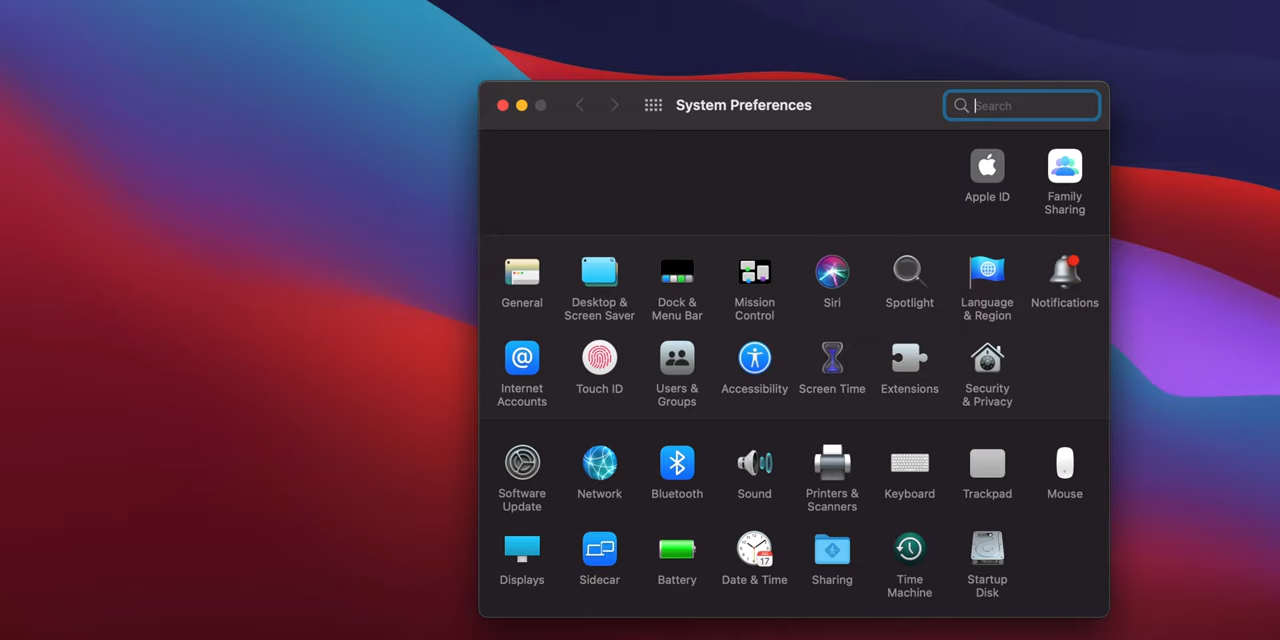 System Preferences
Search
Apple ID
Family
Sharing
General
Desktop &
Screen Saver
Dock &
Menu Bar
Mission
Control
Siri
Spotlight
Language
& Region
Notifications
Internet
Accounts
Touch ID
Users &
Groups
Accessibility
Screen Time
Extensions
Security
& Privacy
Software
Update
Network
Bluetooth
Sound
Printers &
Scanners
Keyboard
Trackpad
Mouse
Displays
Sidecar
Battery
17
Date & Time
Sharing
Time
Machine
Startup
Disk